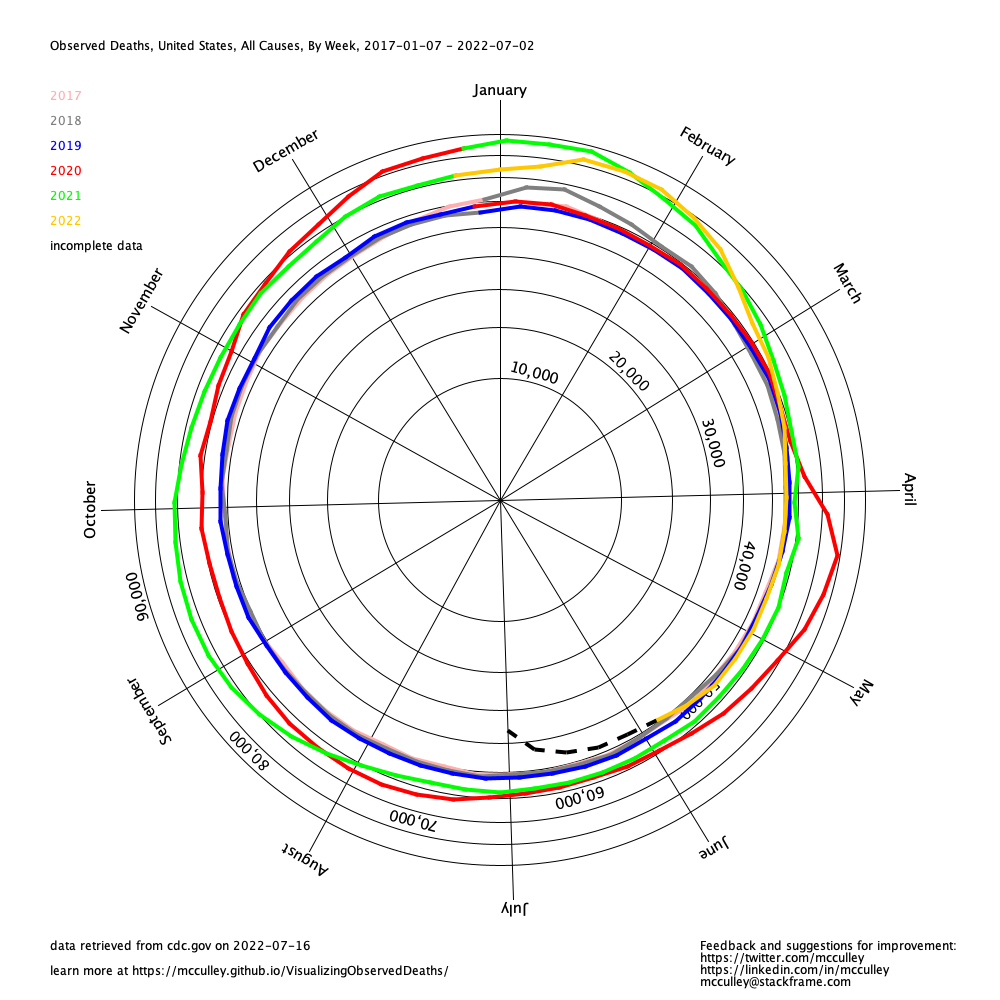 Observed Deaths, United States, All Causes, By Week, 2017-01-07 - 2022-07-02
January
2017
2018
2019
2020
2021
2022
incomplete data
December
February
November
March
10,000
20,000
30,000
October
April
40,000
90,000
May
September
80,000
70,000
60,000
June
August
July
data retrieved from cdc.gov on 2022-07-16
learn more at https://mcculley.github.io/VisualizingObservedDeaths/
Feedback and suggestions for improvement:
https://twitter.com/mcculley
https://linkedin.com/in/mcculley
mcculley@stackframe.com